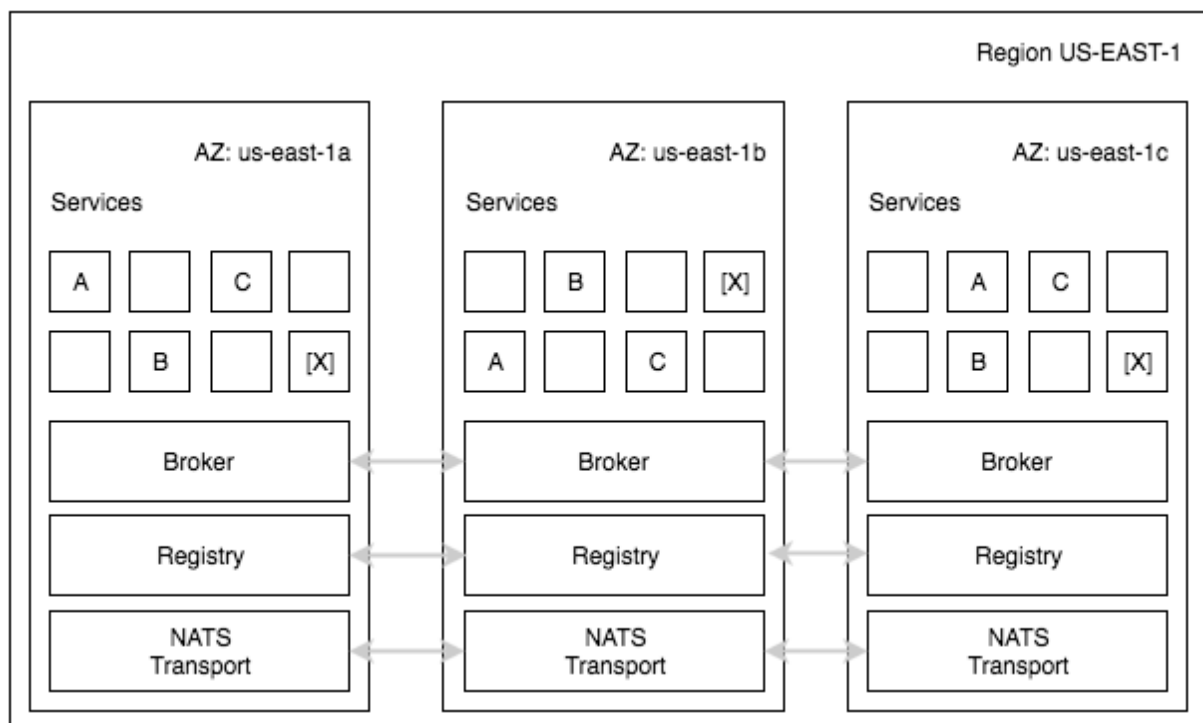 Region US-EAST-1
AZ: us-east-1a
Services
A
C
B
[X]
Broker
Registry
NATS
Transport
AZ: us-east-1b
Services
B
[X]
A
C
Broker
Registry
NATS
Transport
AZ: us-east-1c
Services
A
C
B
[X]
Broker
Registry
NATS
Transport